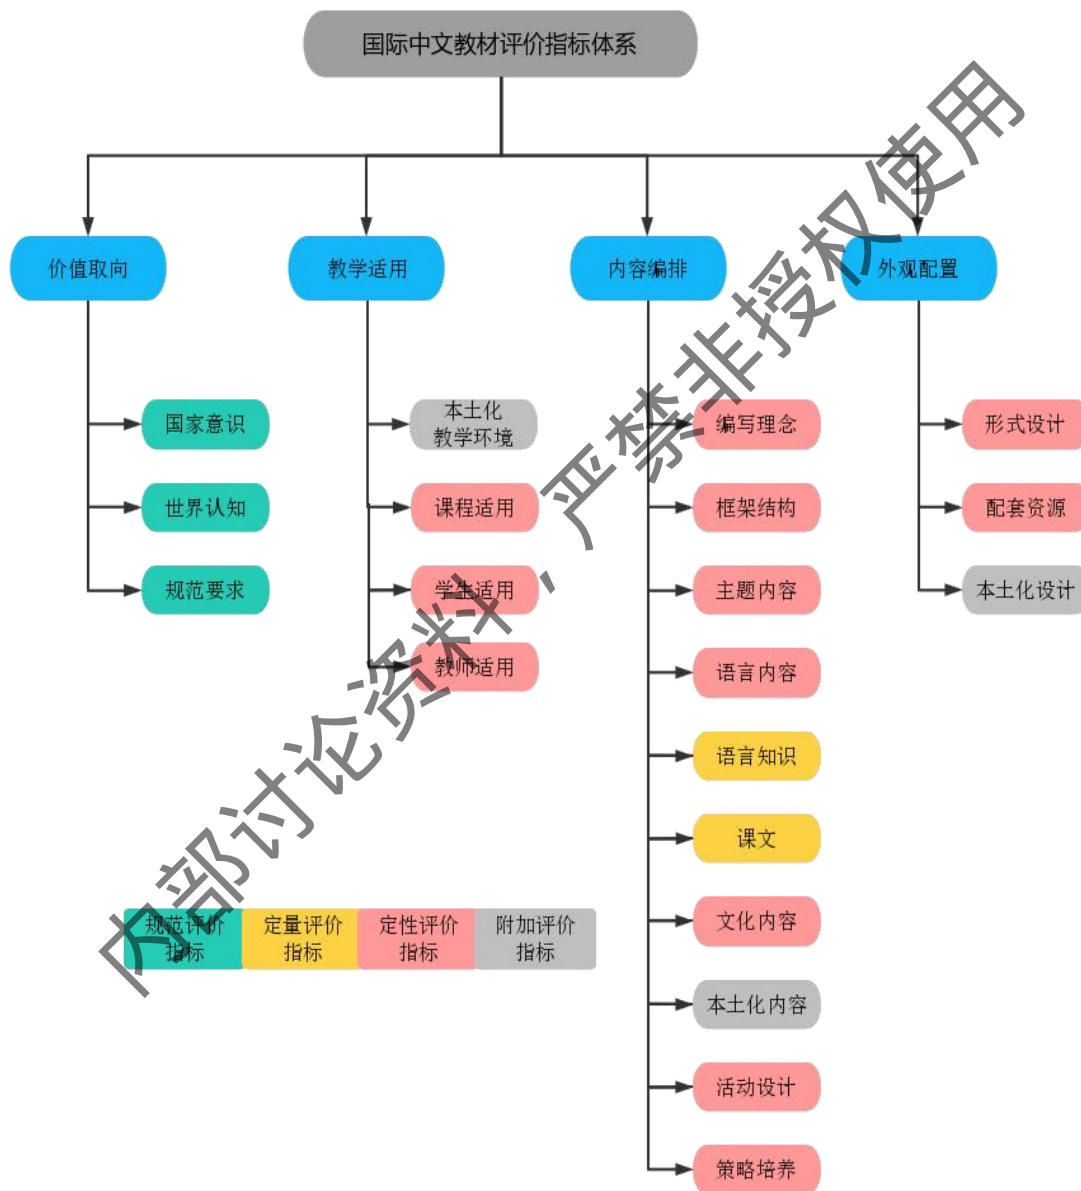 国际中文教材评价指标体系
价值取向
教学适用
内容编排
外观配置
国家意识
世界认知
规范要求
本土化
教学环境
课程适用
学生适用
教师适用
编写理念
框架结构
主题内容
语言内容
语言知识
课文
文化内容
本土化内容
活动设计
策略培养
形式设计
配套资源
本土化设计
规范评价
指标
定量评价
指标
定性评价
指标
附加评价
指标
内部讨论资料，严禁非授权使用